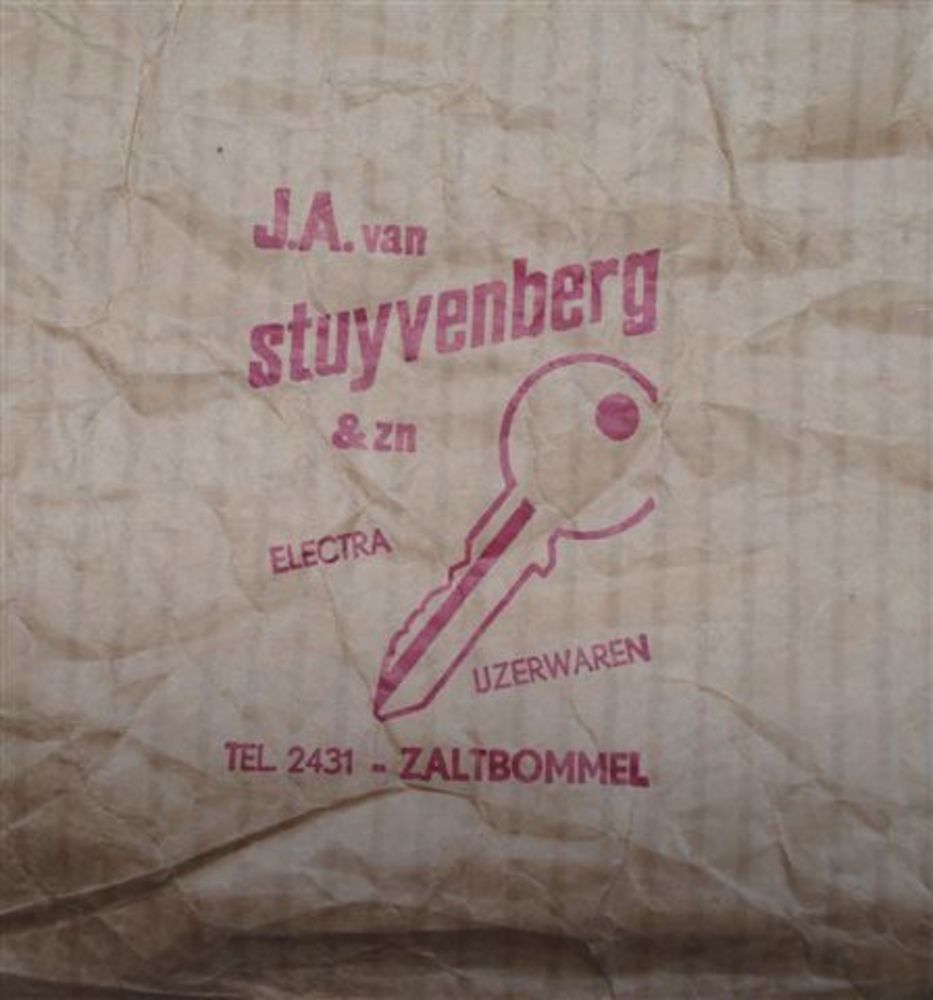 J.A. van
stuyvenberg
& zn
ELECTRA
IJZERWAREN
TEL. 2431 - ZALTBOMMEL